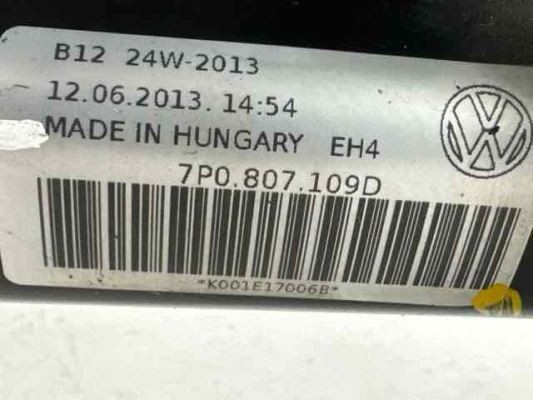 B12 24W-2013
12.06.2013. 14:54
MADE IN HUNGARY EH4
7P0.807.109D
*K001E17006B*